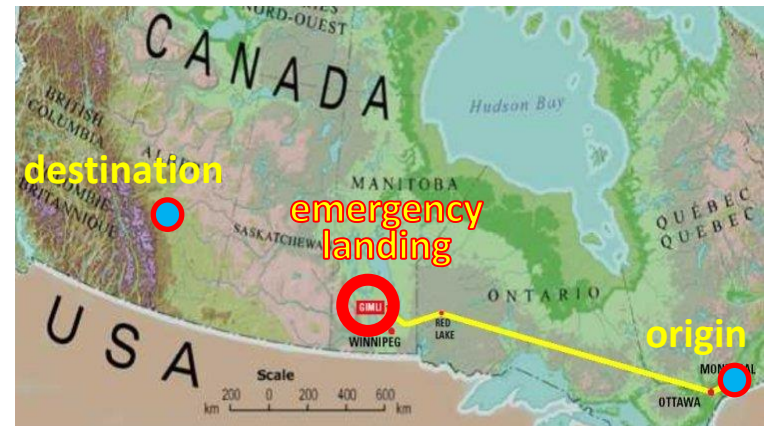 NORD-OUEST
CANADA
Hudson Bay
BRITISH
COLUMBIA
destination
MANITOBA
BRITANNIQUE
emergency
landing
SASKATCHEWA
QUÉBEC
QUEBEC
GIMLI
ONTARIO
RED
LAKE
WINNIPEG
origin
USA
OTTAWA
Scale
200 0 200 400 600
km km